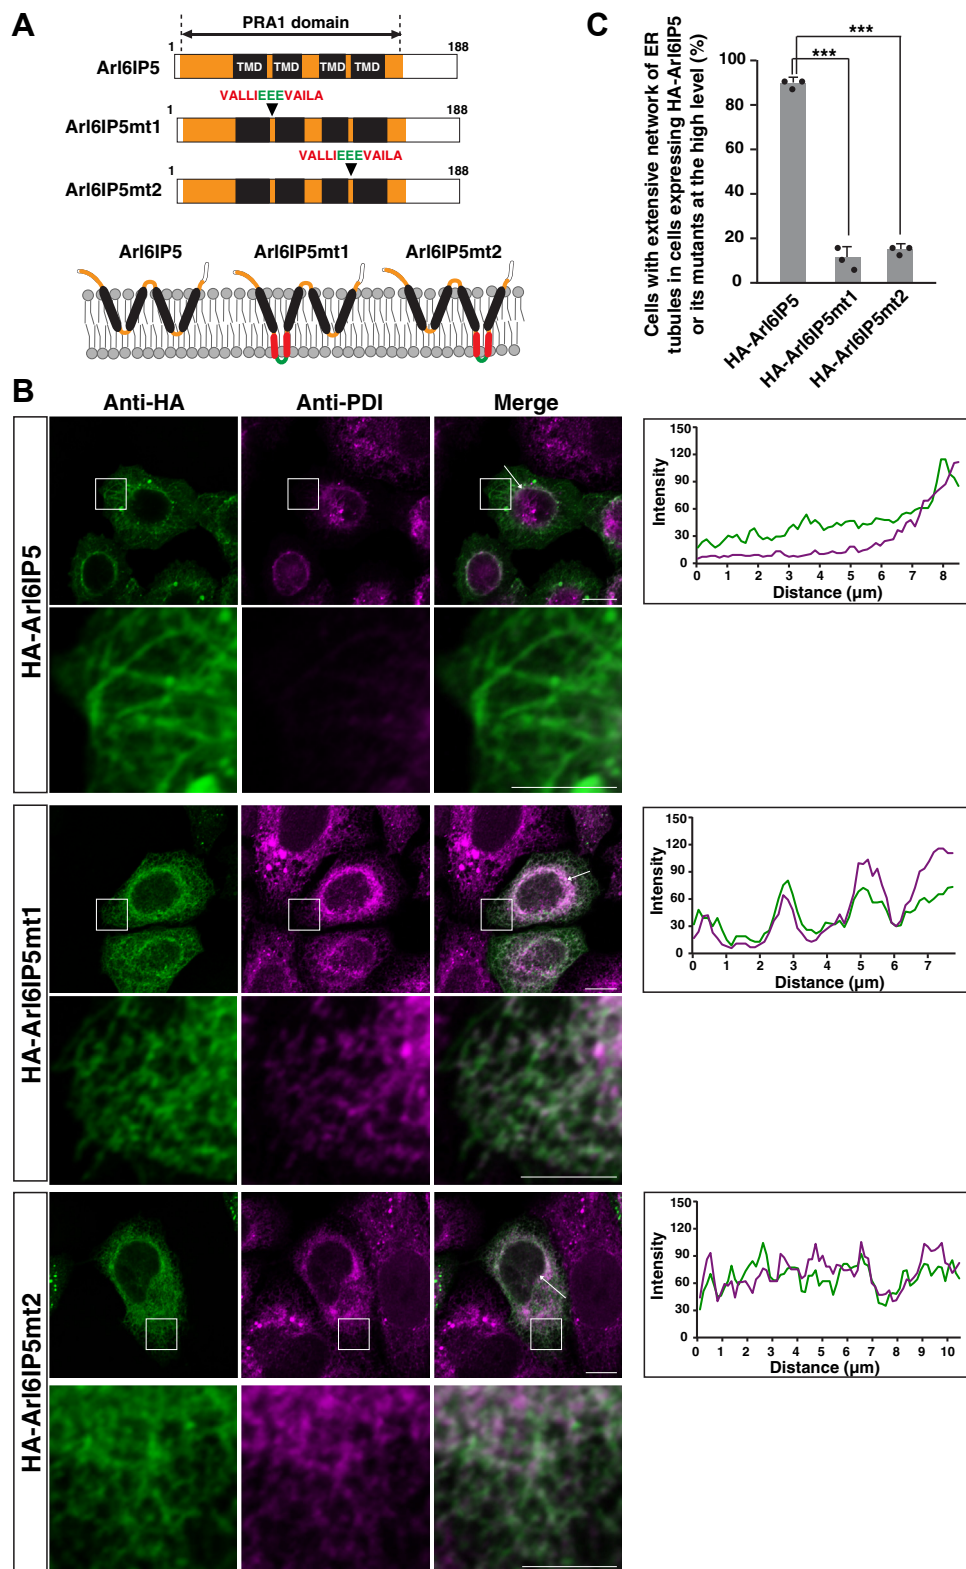 A
PRA1 domain
1
188
Arl6IP5
TMD
TMD
TMD
TMD
VALLIEEEVAILA
1
188
Arl6IP5mt1
VALLIEEEVAILA
1
188
Arl6IP5mt2
Arl6IP5
Arl6IP5mt1
Arl6IP5mt2
C
Cells with extensive network of ER
tubules in cells expressing HA-Arl6IP5
or its mutants at the high level (%)
100
80
60
40
20
0
***
***
HA-Arl6IP5
HA-Arl6IP5mt1
HA-Arl6IP5mt2
B
Anti-HA
Anti-PDI
Merge
HA-Arl6IP5
Intensity
150
120
90
60
30
0
0 1 2 3 4 5 6 7 8
Distance (µm)
HA-Arl6IP5mt1
Intensity
150
120
90
60
30
0
0 1 2 3 4 5 6 7
Distance (µm)
HA-Arl6IP5mt2
Intensity
150
120
90
60
30
0
0 1 2 3 4 5 6 7 8 9 10
Distance (µm)